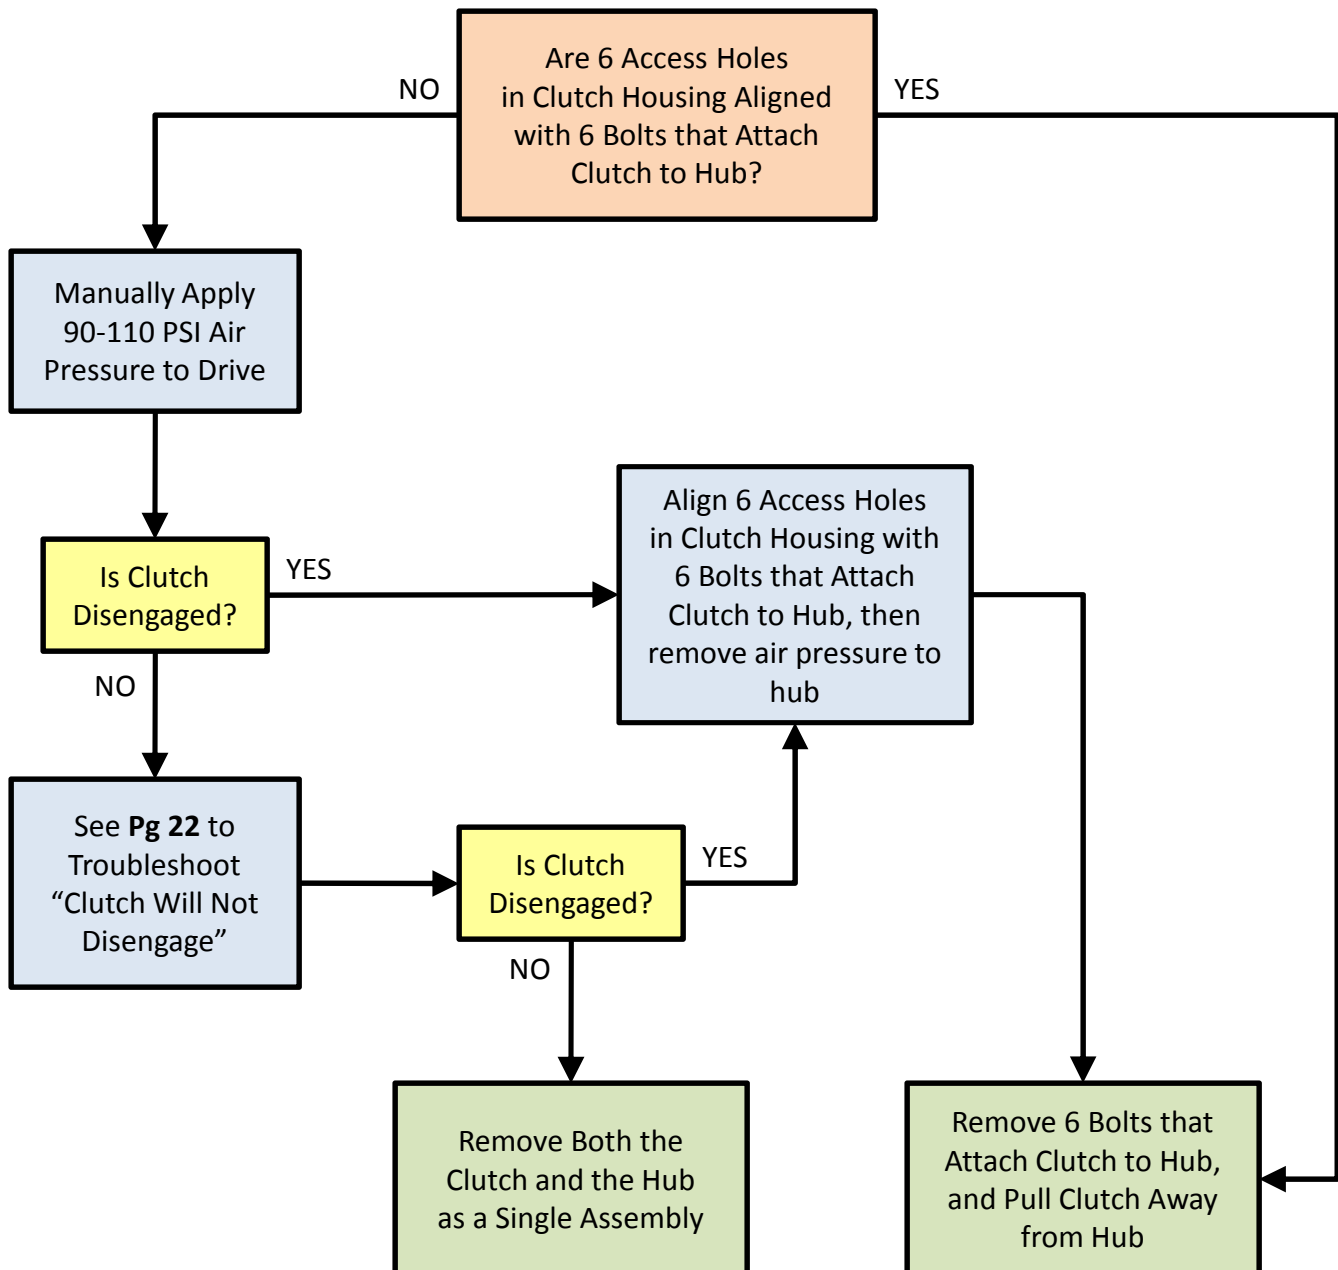 Are 6 Access Holes
in Clutch Housing Aligned
with 6 Bolts that Attach
Clutch to Hub?
NO
YES
Manually Apply
90-110 PSI Air
Pressure to Drive
Is Clutch
Disengaged?
YES
NO
Align 6 Access Holes
in Clutch Housing with
6 Bolts that Attach
Clutch to Hub, then
remove air pressure to
hub
See Pg 22 to
Troubleshoot
“Clutch Will Not
Disengage”
Is Clutch
Disengaged?
YES
NO
Remove Both the
Clutch and the Hub
as a Single Assembly
Remove 6 Bolts that
Attach Clutch to Hub,
and Pull Clutch Away
from Hub